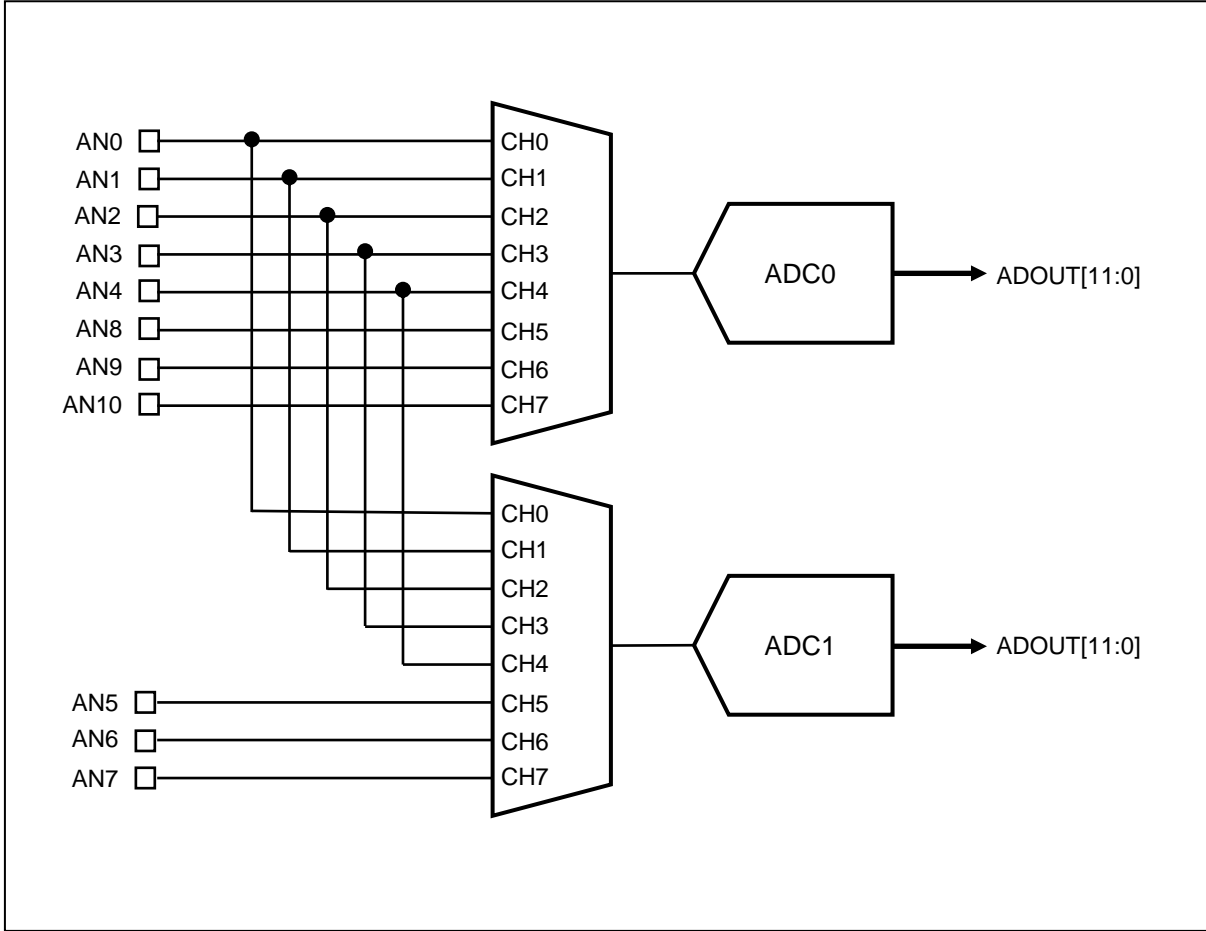 AN0
AN1
AN2
AN3
AN4
AN8
AN9
AN10
CH0
CH1
CH2
CH3
CH4
CH5
CH6
CH7
ADC0
ADOUT[11:0]
AN5
AN6
AN7
CH0
CH1
CH2
CH3
CH4
CH5
CH6
CH7
ADC1
ADOUT[11:0]